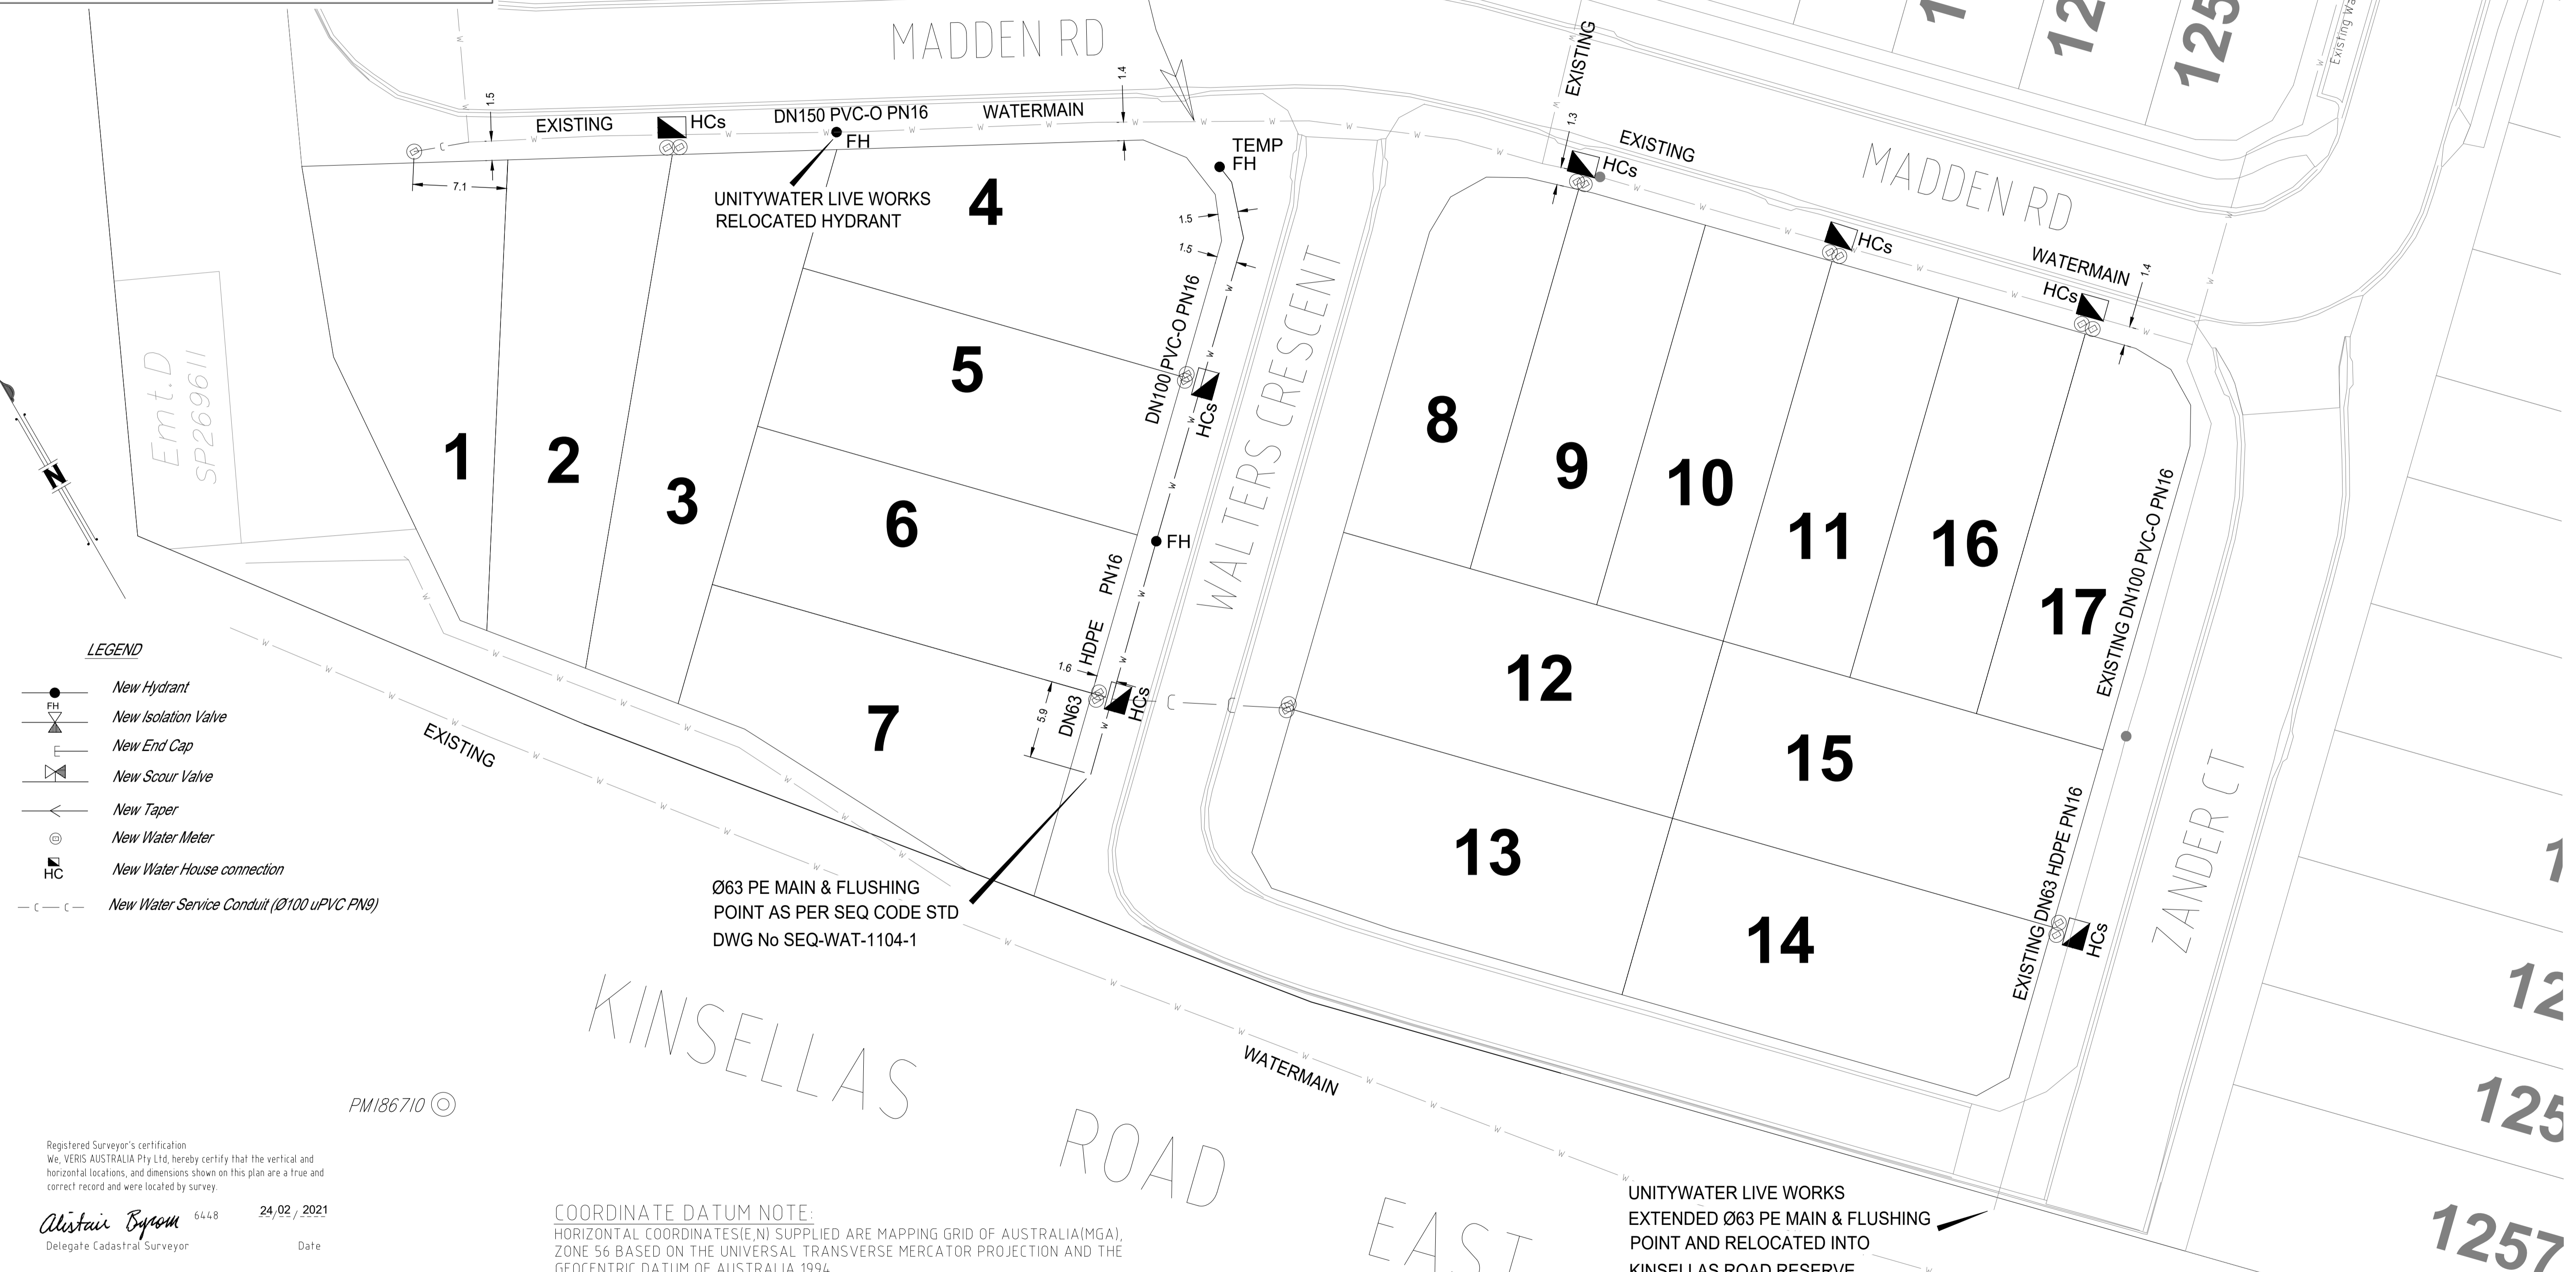 MADDEN RD
1.5
EXISTING
HCs
DN150 PVC-O PN16
WATERMAIN
1.4
C
FH
TEMP
FH
7.1
UNITYWATER LIVE WORKS
RELOCATED HYDRANT
4
1.5
1.5
EXISTING
1.3
HCs
EXISTING
MADDEN RD
HCs
WATERMAIN
HCs
1.4
125
Emt.D
SP269611
N
1
2
3
5
6
7
DN100 PVC-O PN16
HCs
FH
WALTERS CRESCENT
HDPE PN16
1.6
5.9
DN63
HCs
C C
8
9
10
11
16
17
12
13
15
14
EXISTING DN100 PVC-O PN16
EXISTING DN63 HDPE PN16
HCs
ZANDER CT
LEGEND
New Hydrant
FH
New Isolation Valve
New End Cap
New Scour Valve
New Taper
New Water Meter
New Water House connection
HC
C C New Water Service Conduit (Ø100 uPVC PN9)
EXISTING
WATERMAIN
Ø63 PE MAIN & FLUSHING
POINT AS PER SEQ CODE STD
DWG No SEQ-WAT-1104-1
KINSELLAS ROAD EAST
PM186710
Registered Surveyor's certification
We, VERIS AUSTRALIA Pty Ltd, hereby certify that the vertical and
horizontal locations, and dimensions shown on this plan are a true and
correct record and were located by survey.
Alistair Byrom 6448 24/02/2021
Delegate Cadastral Surveyor Date
COORDINATE DATUM NOTE:
HORIZONTAL COORDINATES(E,N) SUPPLIED ARE MAPPING GRID OF AUSTRALIA(MGA),
ZONE 56 BASED ON THE UNIVERSAL TRANSVERSE MERCATOR PROJECTION AND THE
GEOCENTRIC DATUM OF AUSTRALIA 1994
UNITYWATER LIVE WORKS
EXTENDED Ø63 PE MAIN & FLUSHING
POINT AND RELOCATED INTO
KINSELLAS ROAD RESERVE
12
125
1257